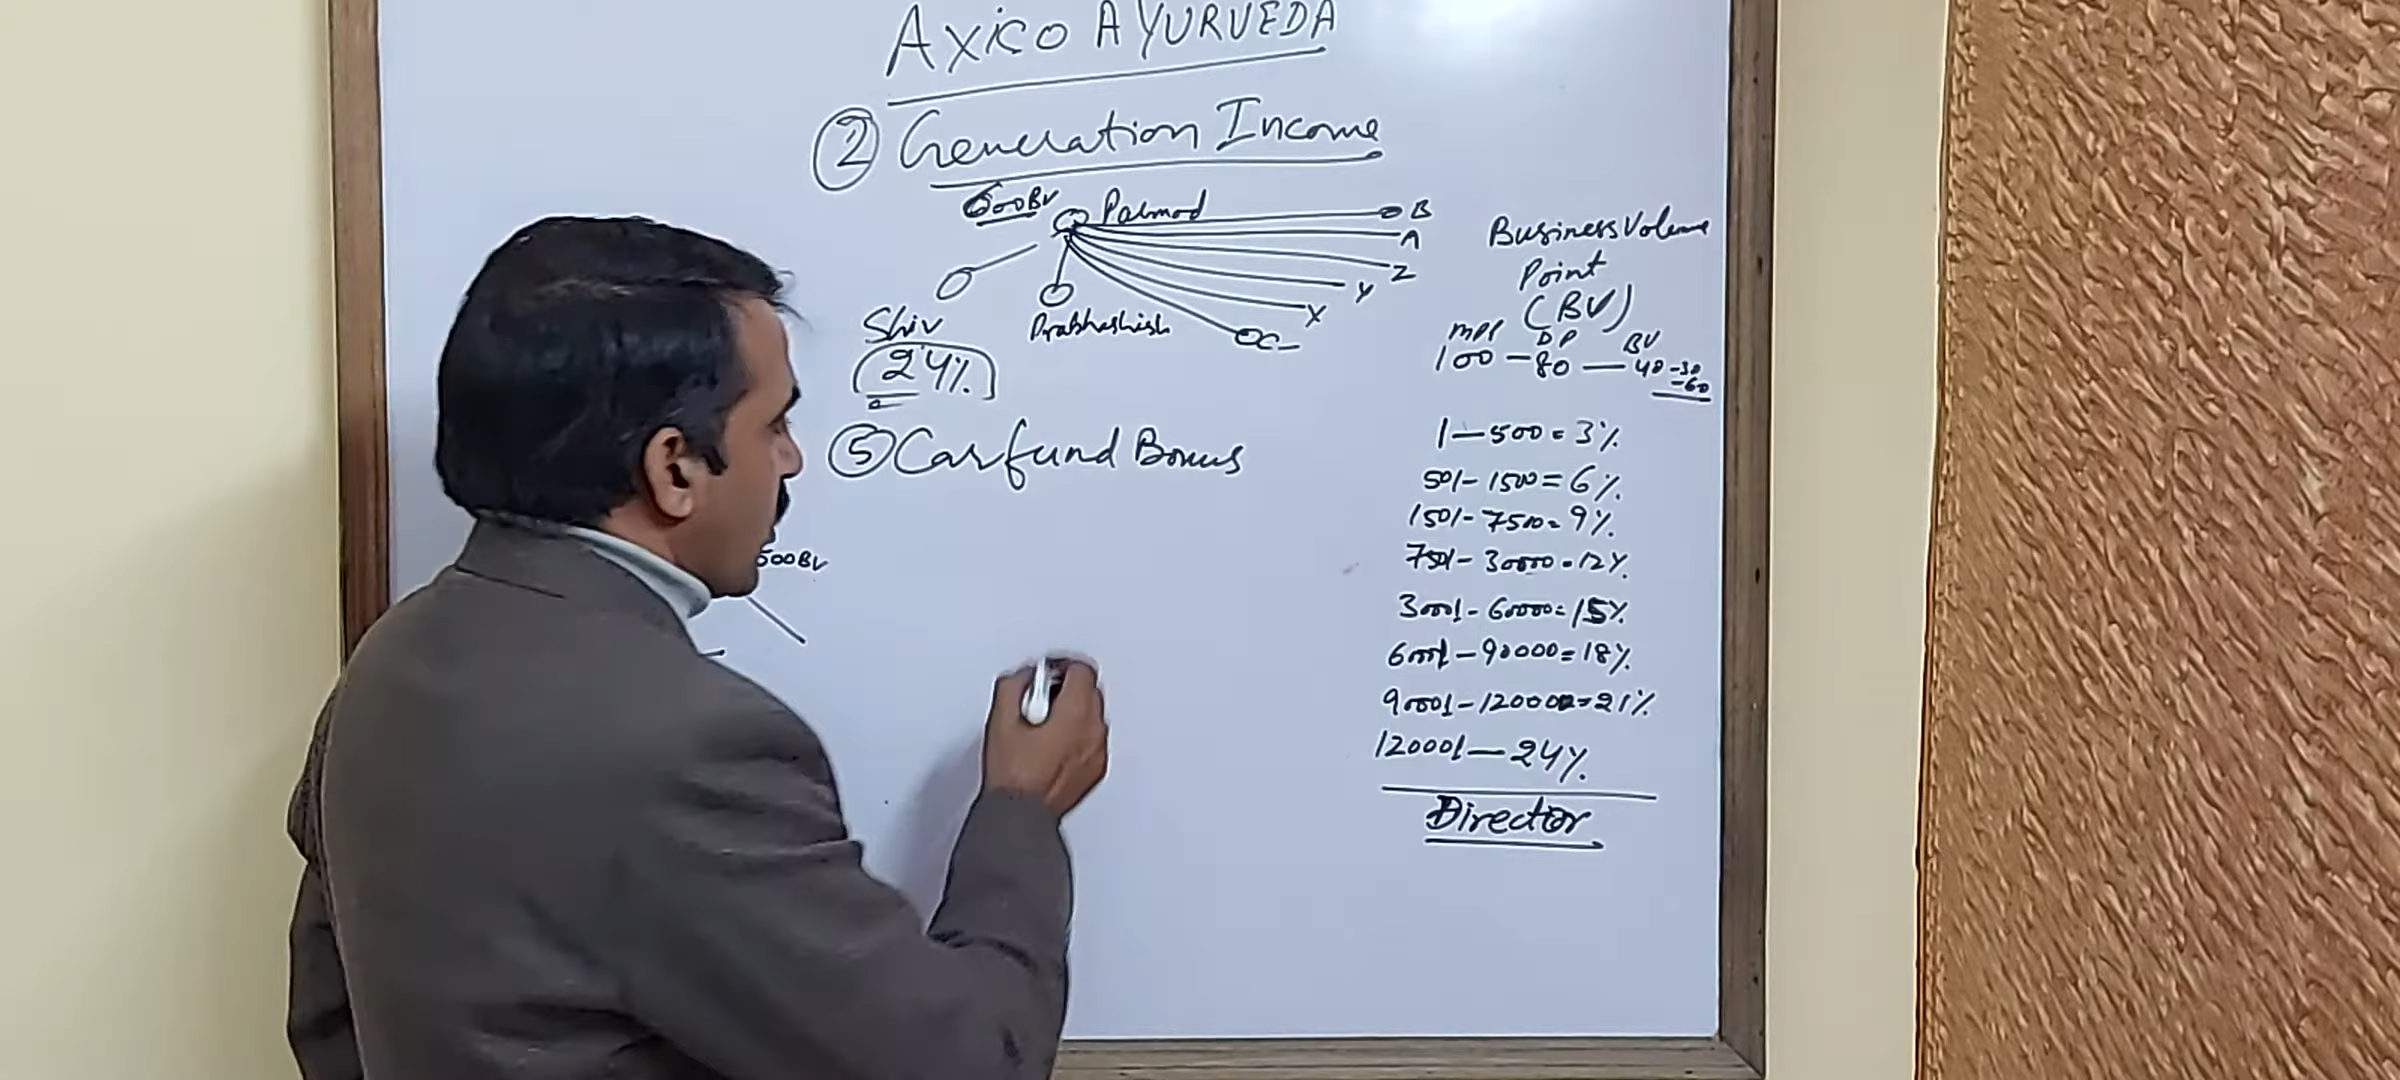 AXICO AYURVEDA
② Generation Income
600BV
Palmod
B
A
Z
Y
X
C
Shiv
Prabhashish
24%
⑤ Carfund Bonus
500BV
Business Volume
Point
(BV)
MPR DP BV
100 - 80 - 40 - 30
- 60
1 - 500 = 3%
501 - 1500 = 6%
1501 - 7500 = 9%
7501 - 30000 = 12%
30001 - 60000 = 15%
60001 - 90000 = 18%
90001 - 120000 = 21%
120001 - 24%
Director